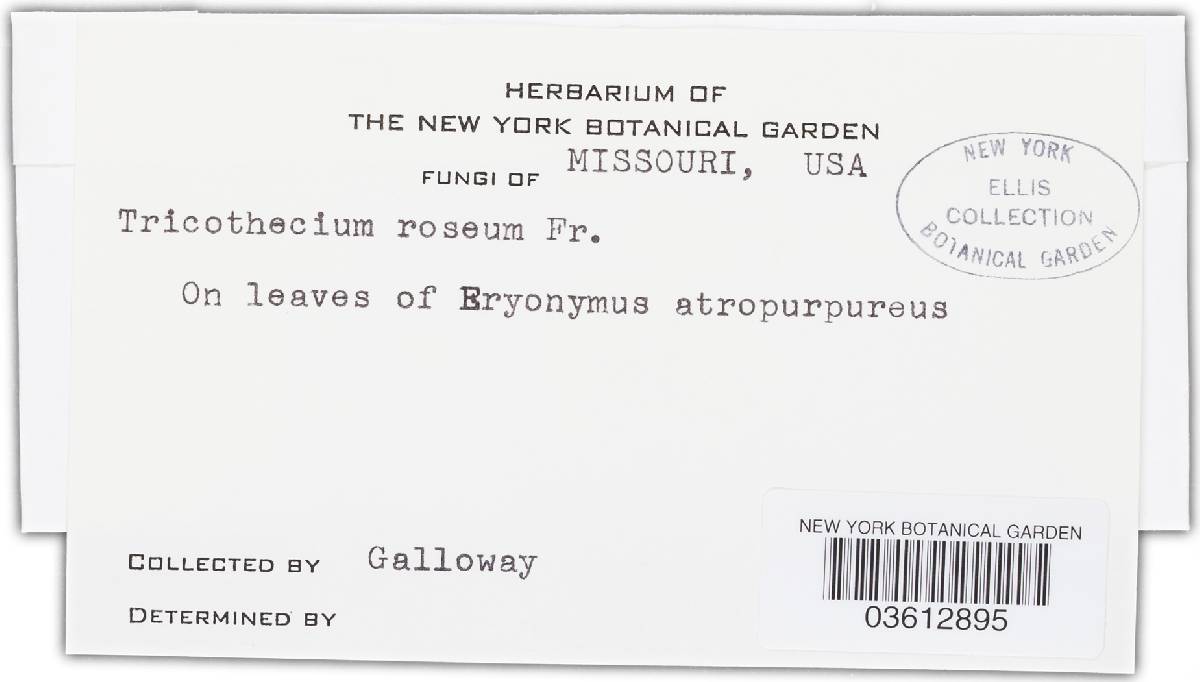 HERBARIUM OF
THE NEW YORK BOTANICAL GARDEN
FUNGI OF MISSOURI, USA
NEW YORK
ELLIS
COLLECTION
BOTANICAL GARDEN
Tricothecium roseum Fr.
On leaves of Eryonymus atropurpureus
COLLECTED BY Galloway
DETERMINED BY
NEW YORK BOTANICAL GARDEN
03612895